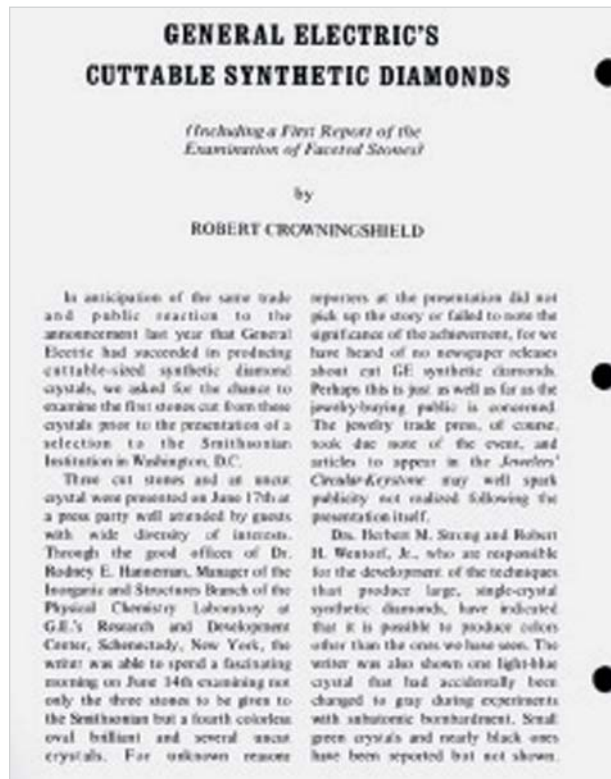 GENERAL ELECTRIC'S
CUTTABLE SYNTHETIC DIAMONDS
(Including a First Report of the
Examination of Faceted Stones)
by
ROBERT CROWNINGSHIELD
In anticipation of the same trade
and public reaction to the
announcement last year that General
Electric had succeeded in producing
cuttable-sized synthetic diamond
crystals, we asked for the chance to
examine the first stones cut from these
crystals prior to the presentation of a
selection to the Smithsonian
Institution in Washington, D.C.
Three cut stones and an uncut
crystal were presented on June 17th at
a press party well attended by guests
with wide diversity of interests.
Through the good offices of Dr.
Rodney E. Hanneman, Manager of the
Inorganic and Structures Branch of the
Physical Chemistry Laboratory at
G.E.'s Research and Development
Center, Schenectady, New York, the
writer was able to spend a fascinating
morning on June 14th examining not
only the three stones to be given to
the Smithsonian but a fourth colorless
oval brilliant and several uncut
crystals. For unknown reasons
reporters at the presentation did not
pick up the story or failed to note the
significance of the achievement, for we
have heard of no newspaper releases
about cut GE synthetic diamonds.
Perhaps this is just as well as far as the
jewelry-buying public is concerned.
The jewelry trade press, of course,
took due note of the event, and
articles to appear in the Jewelers'
Circular-Keystone may well spark
publicity not realized following the
presentation itself.
Drs. Herbert M. Strong and Robert
H. Wentorf, Jr., who are responsible
for the development of the techniques
that produce large, single-crystal
synthetic diamonds, have indicated
that it is possible to produce colors
other than the ones we have seen. The
writer was also shown one light-blue
crystal that had accidentally been
changed to gray during experiments
with subatomic bombardment. Small
green crystals and nearly black ones
have been reported but not shown.